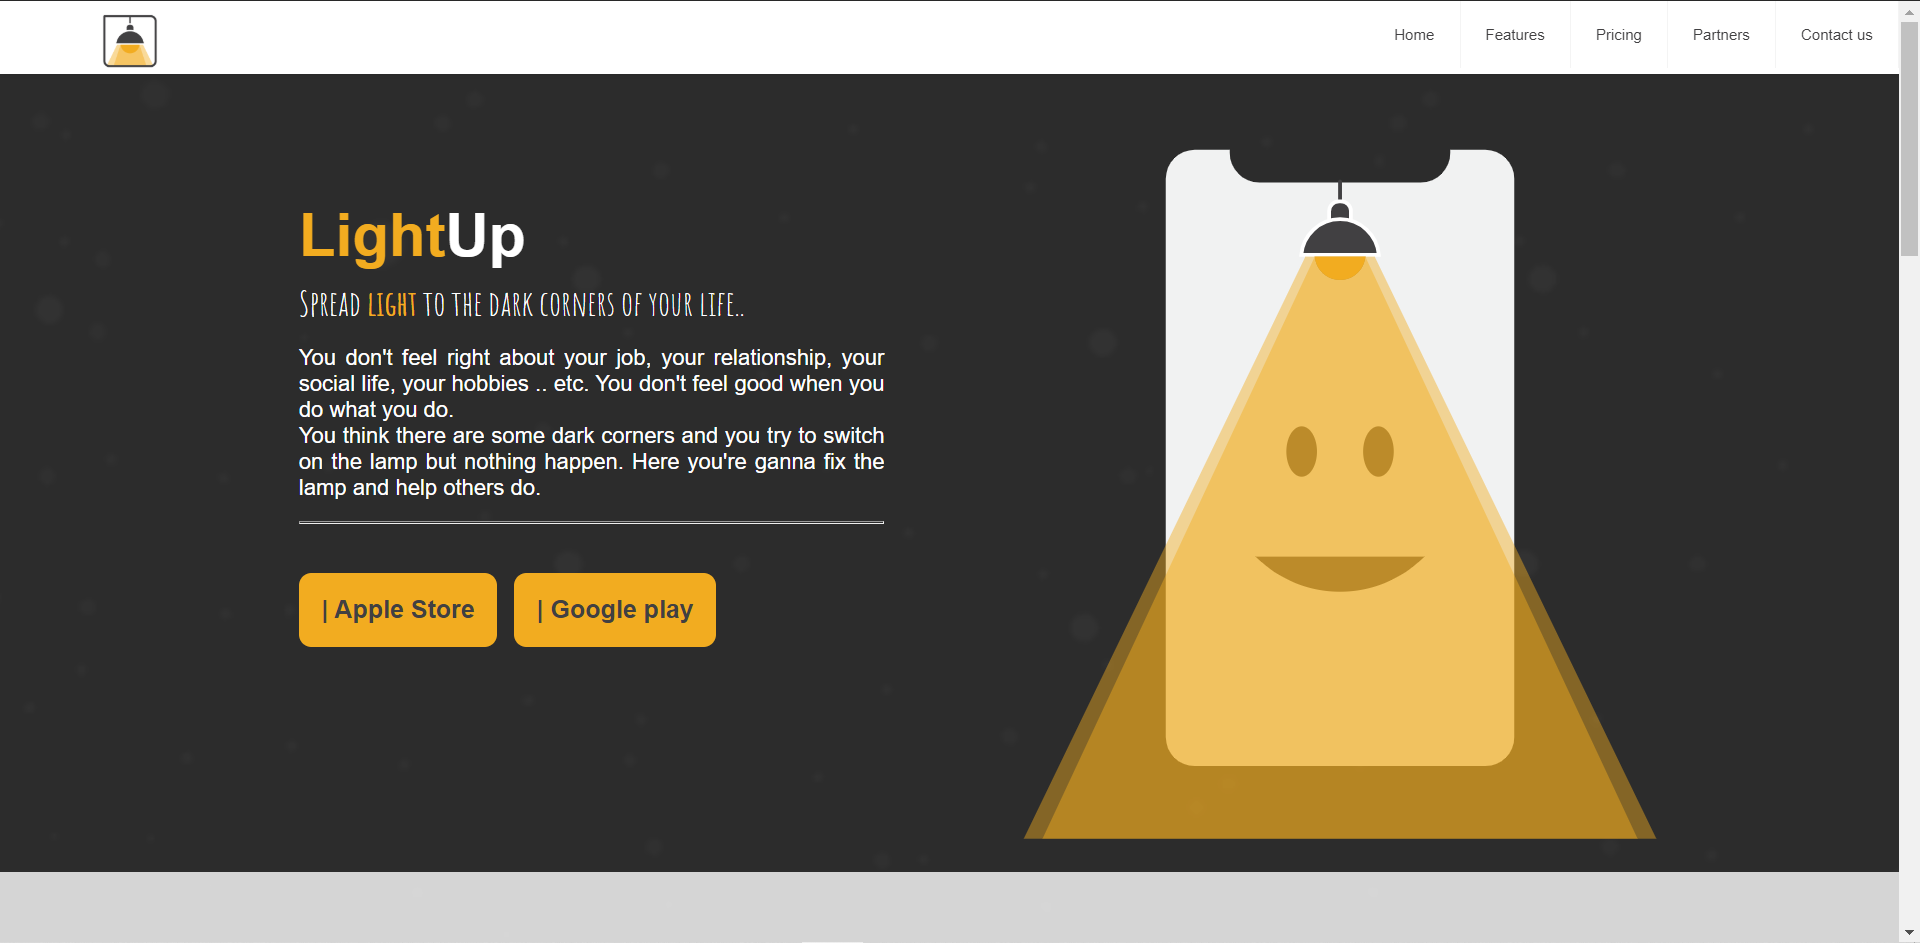 Home
Features
Pricing
Partners
Contact us
LightUp
Spread light to the dark corners of your life..
You don't feel right about your job, your relationship, your
social life, your hobbies .. etc. You don't feel good when you
do what you do.
You think there are some dark corners and you try to switch
on the lamp but nothing happen. Here you're ganna fix the
lamp and help others do.
| Apple Store
| Google play